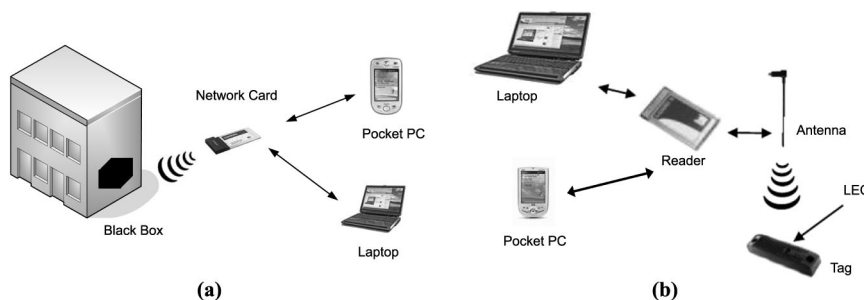 Network Card
Pocket PC
Black Box
Laptop
(a)
Laptop
Reader
Antenna
Pocket PC
Tag
(b)